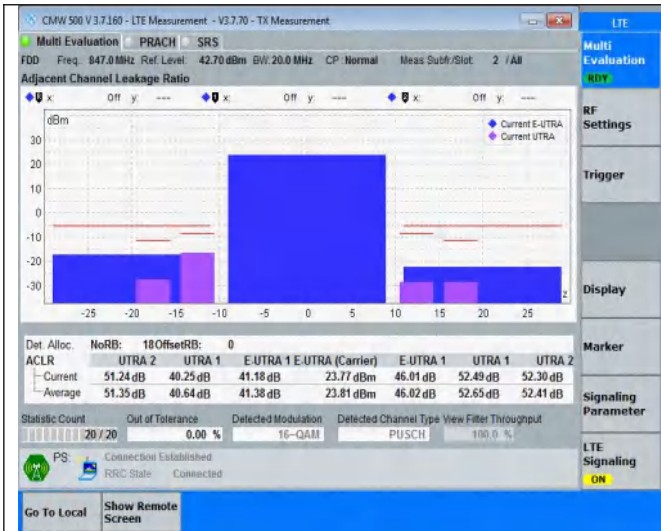 CMW 500 V 3.7.160 - LTE Measurement - V3.7.70 - TX Measurement
LTE
Multi Evaluation PRACH SRS
Multi
Evaluation
RDY
FDD Freq.: 847.0 MHz Ref. Level: 42.70 dBm BW: 20.0 MHz CP: Normal Meas Subfr./Slot: 2 / All
Adjacent Channel Leakage Ratio
x: Off y: --- x: Off y: --- x: Off y: ---
dBm
Current E-UTRA
Current UTRA
30
20
10
0
-10
-20
-30
-25 -20 -15 -10 -5 0 5 10 15 20 25
RF
Settings
Trigger
Display
Marker
Signaling
Parameter
LTE
Signaling
ON
Det. Alloc. NoRB: 18 OffsetRB: 0
ACLR UTRA 2 UTRA 1 E-UTRA 1 E-UTRA (Carrier) E-UTRA 1 UTRA 1 UTRA 2
Current 51.24 dB 40.25 dB 41.18 dB 23.77 dBm 46.01 dB 52.49 dB 52.30 dB
Average 51.35 dB 40.64 dB 41.38 dB 23.81 dBm 46.02 dB 52.65 dB 52.41 dB
Statistic Count Out of Tolerance Detected Modulation Detected Channel Type View Filter Throughput
20 / 20 0.00 % 16-QAM PUSCH 100.0 %
PS: Connection Established
RRC State Connected
Go To Local
Show Remote
Screen